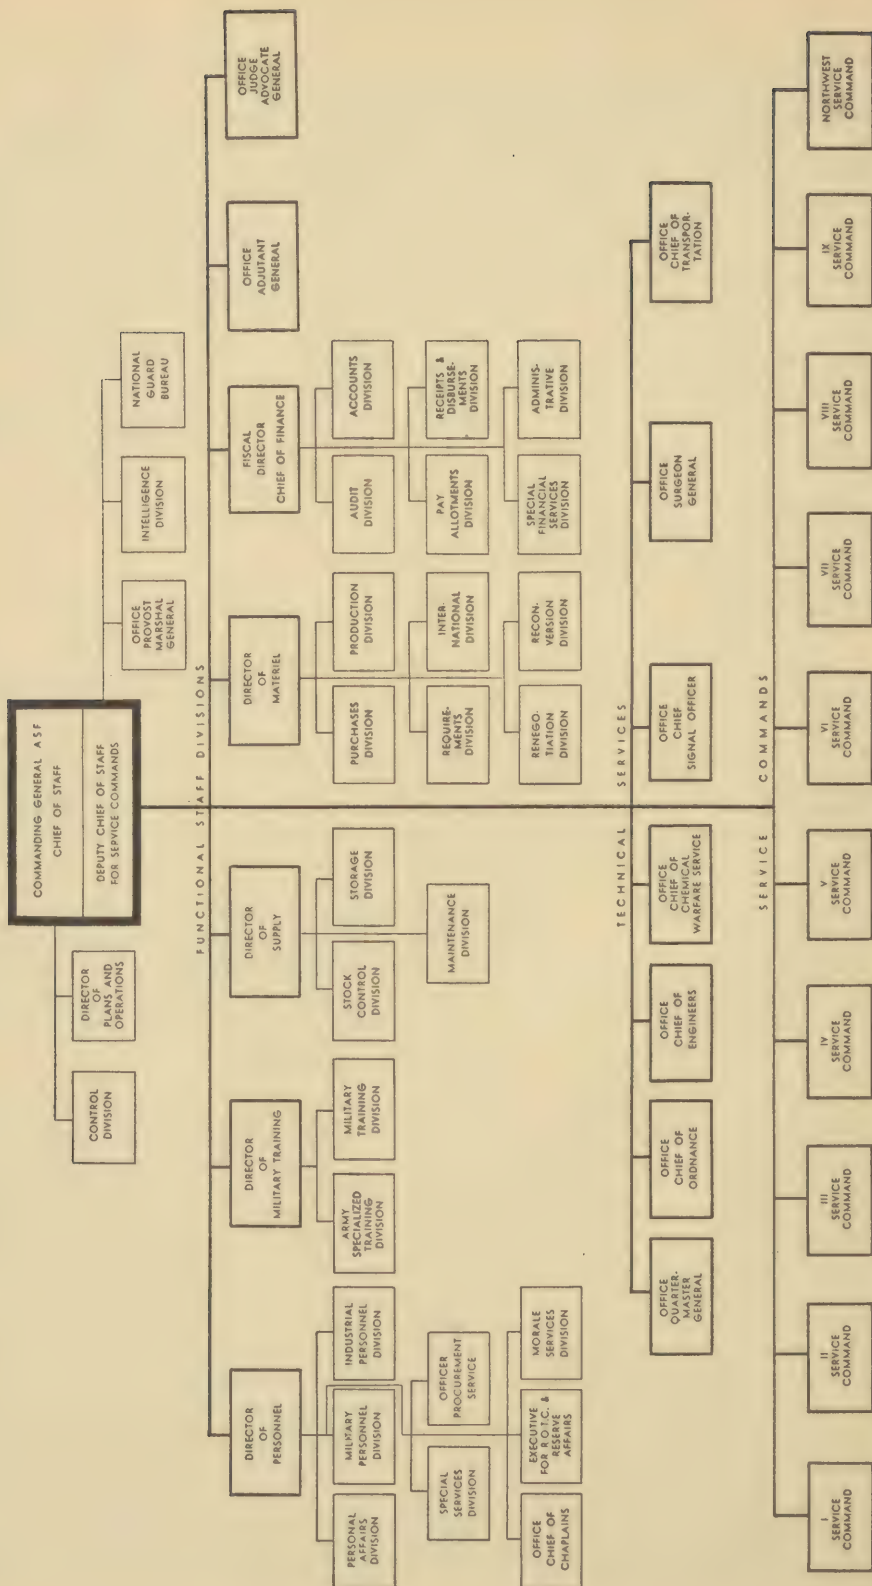 COMMANDING GENERAL ASF
CHIEF OF STAFF
DEPUTY CHIEF OF STAFF
FOR SERVICE COMMANDS
CONTROL
DIVISION
DIRECTOR
OF
PLANS AND
OPERATIONS
OFFICE
PROVOST
MARSHAL
GENERAL
INTELLIGENCE
DIVISION
NATIONAL
GUARD
BUREAU
FUNCTIONAL STAFF DIVISIONS
DIRECTOR
OF
PERSONNEL
DIRECTOR
OF
MILITARY TRAINING
DIRECTOR
OF
SUPPLY
DIRECTOR
OF
MATERIEL
FISCAL
DIRECTOR
CHIEF OF FINANCE
OFFICE
ADJUTANT
GENERAL
OFFICE
JUDGE
ADVOCATE
GENERAL
PERSONAL
AFFAIRS
DIVISION
MILITARY
PERSONNEL
DIVISION
INDUSTRIAL
PERSONNEL
DIVISION
SPECIAL
SERVICES
DIVISION
OFFICER
PROCUREMENT
SERVICE
OFFICE
CHIEF OF
CHAPLAINS
EXECUTIVE
FOR R.O.T.C. &
RESERVE
AFFAIRS
MORALE
SERVICES
DIVISION
ARMY
SPECIALIZED
TRAINING
DIVISION
MILITARY
TRAINING
DIVISION
STOCK
CONTROL
DIVISION
STORAGE
DIVISION
MAINTENANCE
DIVISION
PURCHASES
DIVISION
PRODUCTION
DIVISION
REQUIRE-
MENTS
DIVISION
INTER-
NATIONAL
DIVISION
RENEGO-
TIATION
DIVISION
RECON-
VERSION
DIVISION
AUDIT
DIVISION
ACCOUNTS
DIVISION
PAY
ALLOTMENTS
DIVISION
RECEIPTS &
DISBURSE-
MENTS
DIVISION
SPECIAL
FINANCIAL
SERVICES
DIVISION
ADMINIS-
TRATIVE
DIVISION
TECHNICAL SERVICES
OFFICE
QUARTER-
MASTER
GENERAL
OFFICE
CHIEF OF
ORDNANCE
OFFICE
CHIEF OF
ENGINEERS
OFFICE
CHIEF OF
CHEMICAL
WARFARE SERVICE
OFFICE
CHIEF
SIGNAL OFFICER
OFFICE
SURGEON
GENERAL
OFFICE
CHIEF OF
TRANSPOR-
TATION
SERVICE COMMANDS
I
SERVICE
COMMAND
II
SERVICE
COMMAND
III
SERVICE
COMMAND
IV
SERVICE
COMMAND
V
SERVICE
COMMAND
VI
SERVICE
COMMAND
VII
SERVICE
COMMAND
VIII
SERVICE
COMMAND
IX
SERVICE
COMMAND
NORTHWEST
SERVICE
COMMAND